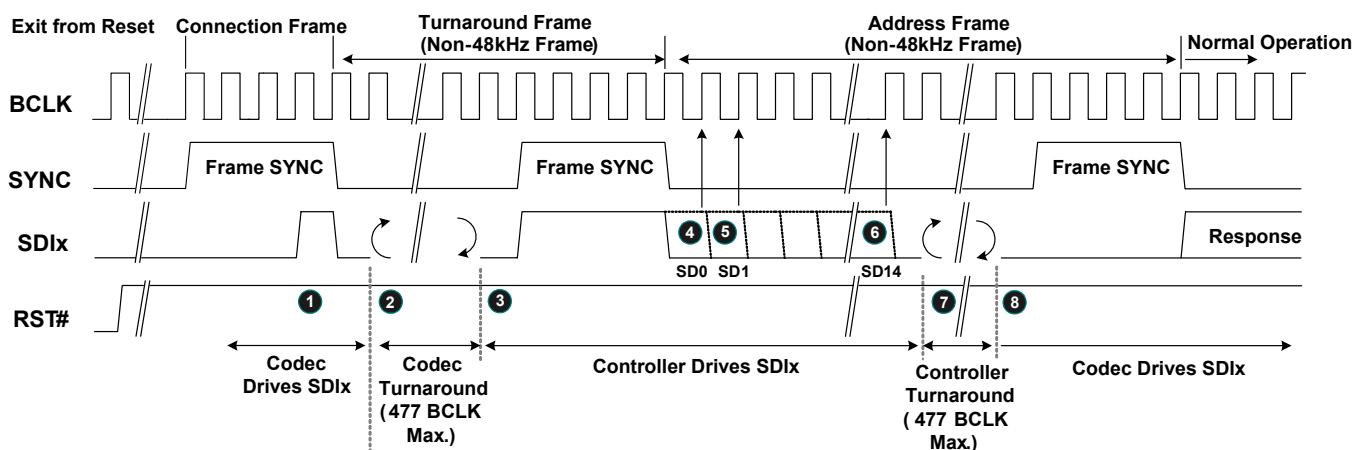 Exit from Reset
Connection Frame
Turnaround Frame
(Non-48kHz Frame)
Address Frame
(Non-48kHz Frame)
Normal Operation
BCLK
SYNC
Frame SYNC
Frame SYNC
Frame SYNC
SDIx
4
5
6
Response
SD0
SD1
SD14
RST#
1
2
3
7
8
Codec
Drives SDIx
Codec
Turnaround
( 477 BCLK
Max.)
Controller Drives SDIx
Controller
Turnaround
( 477 BCLK
Max.)
Codec Drives SDIx